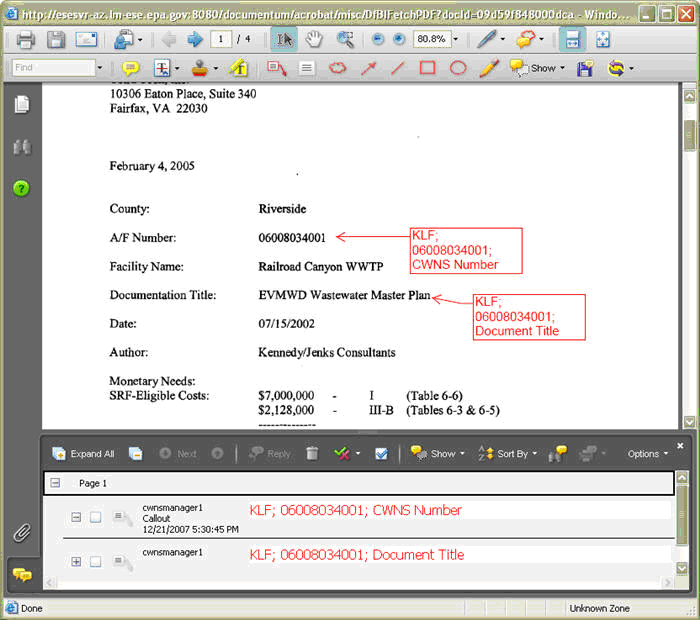 http://esesvr-az.lm-ese.epa.gov:8080/documentum/acrobat/misc/DfBIFetchPDF?docId=09d59f848000dca - Windo...
1 / 4 80.8%
Find Show
10306 Eaton Place, Suite 340
Fairfax, VA 22030
February 4, 2005
County: Riverside
A/F Number: 06008034001
KLF;
06008034001;
CWNS Number
Facility Name: Railroad Canyon WWTP
Documentation Title: EVMWD Wastewater Master Plan
KLF;
06008034001;
Document Title
Date: 07/15/2002
Author: Kennedy/Jenks Consultants
Monetary Needs:
SRF-Eligible Costs: $7,000,000 - I (Table 6-6)
$2,128,000 - III-B (Tables 6-3 & 6-5)
--------------
Expand All Next Reply Show Sort By Options
Page 1
cwnsmanager1
Callout
12/21/2007 5:30:45 PM
KLF; 06008034001; CWNS Number
cwnsmanager1
KLF; 06008034001; Document Title
Done Unknown Zone